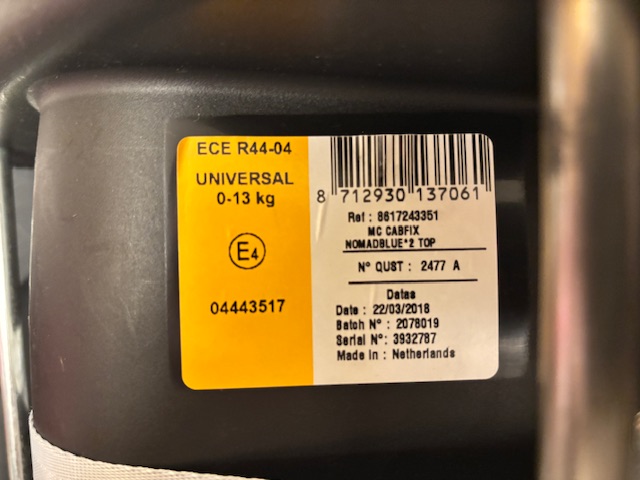 ECE R44-04
UNIVERSAL
0-13 kg
E4
04443517
8 712930 137061
Ref : 8617243351
MC CABFIX
NOMADBLUE*2 TOP
N° QUST : 2477 A
Datas
Date : 22/03/2018
Batch N° : 2078019
Serial N°: 3932787
Made in : Netherlands